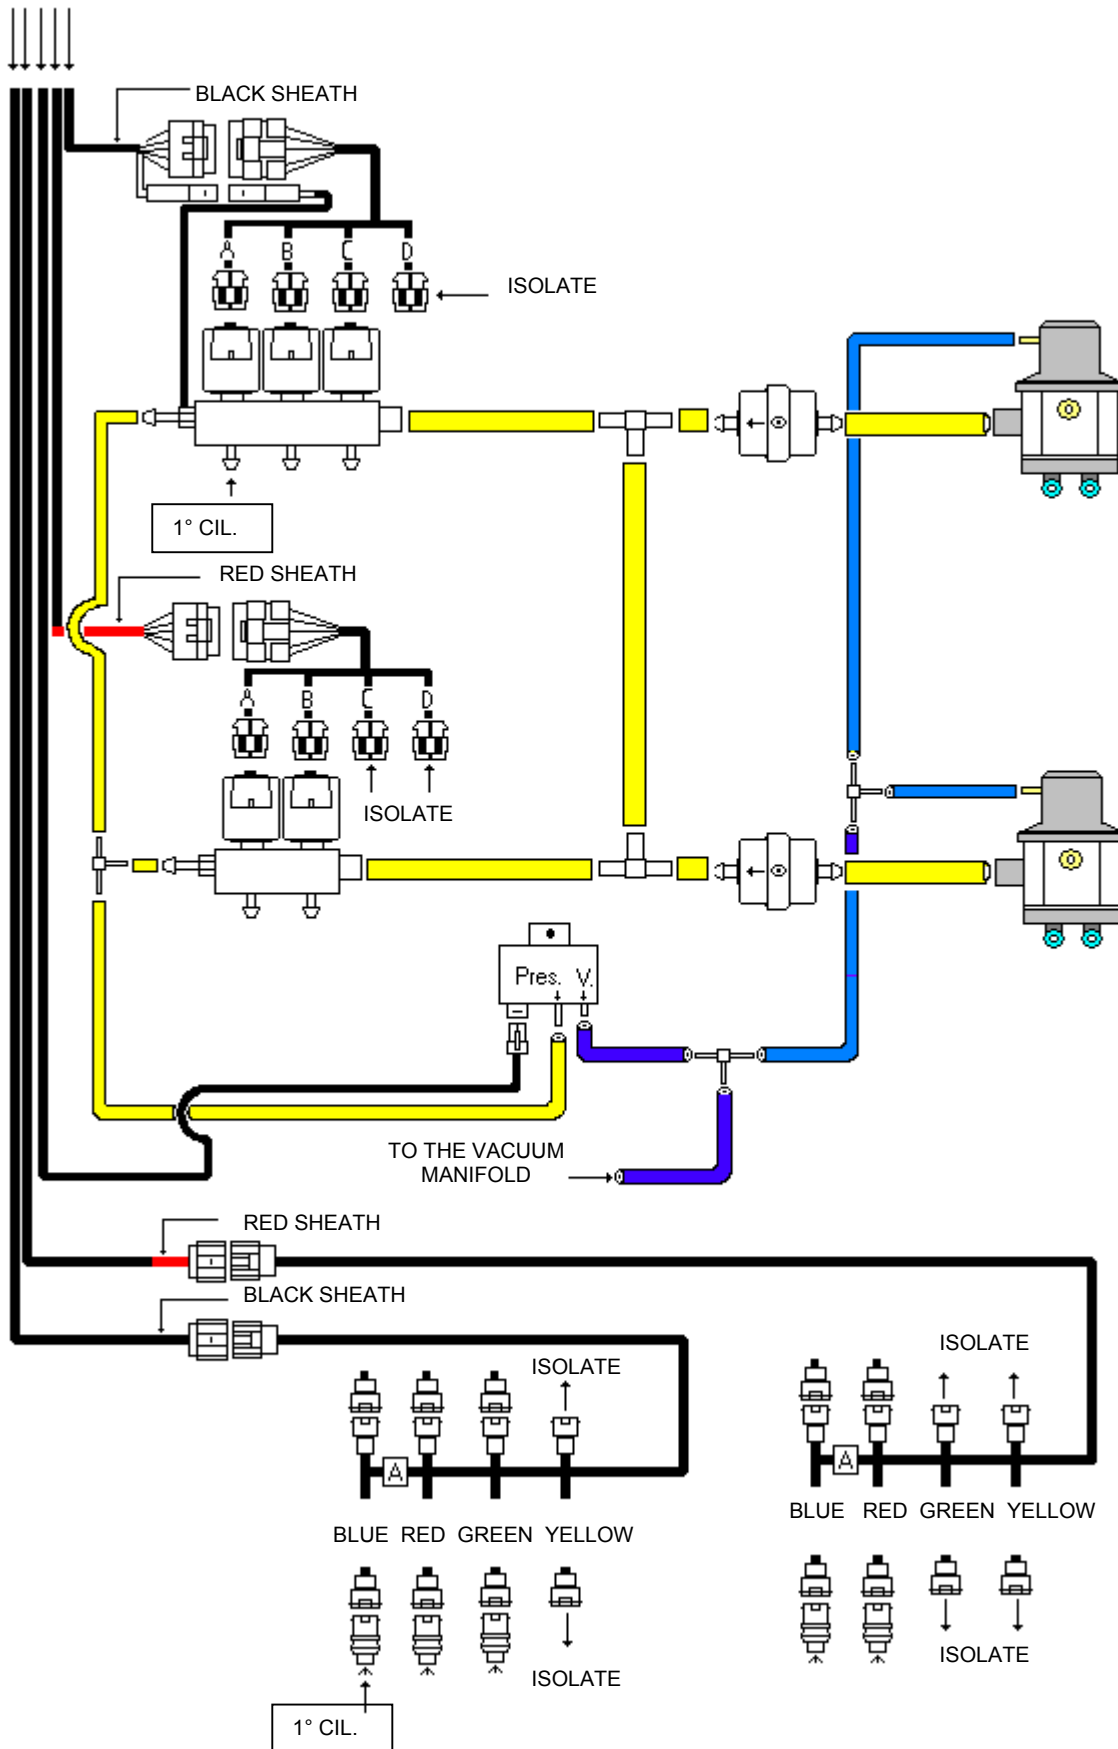 BLACK SHEATH
A B C D
ISOLATE
1° CIL.
RED SHEATH
A B C D
ISOLATE
Pres. V.
TO THE VACUUM
MANIFOLD
RED SHEATH
BLACK SHEATH
ISOLATE
A
BLUE RED GREEN YELLOW
ISOLATE
1° CIL.
ISOLATE
A
BLUE RED GREEN YELLOW
ISOLATE